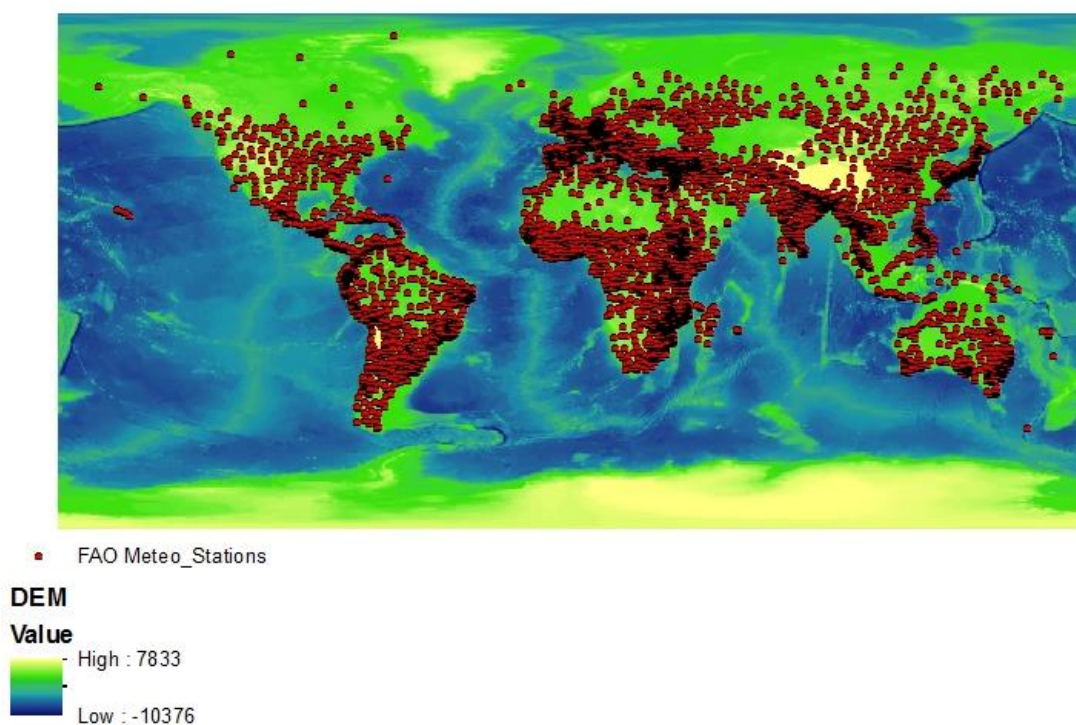 FAO Meteo_Stations
DEM
Value
High : 7833
Low : -10376